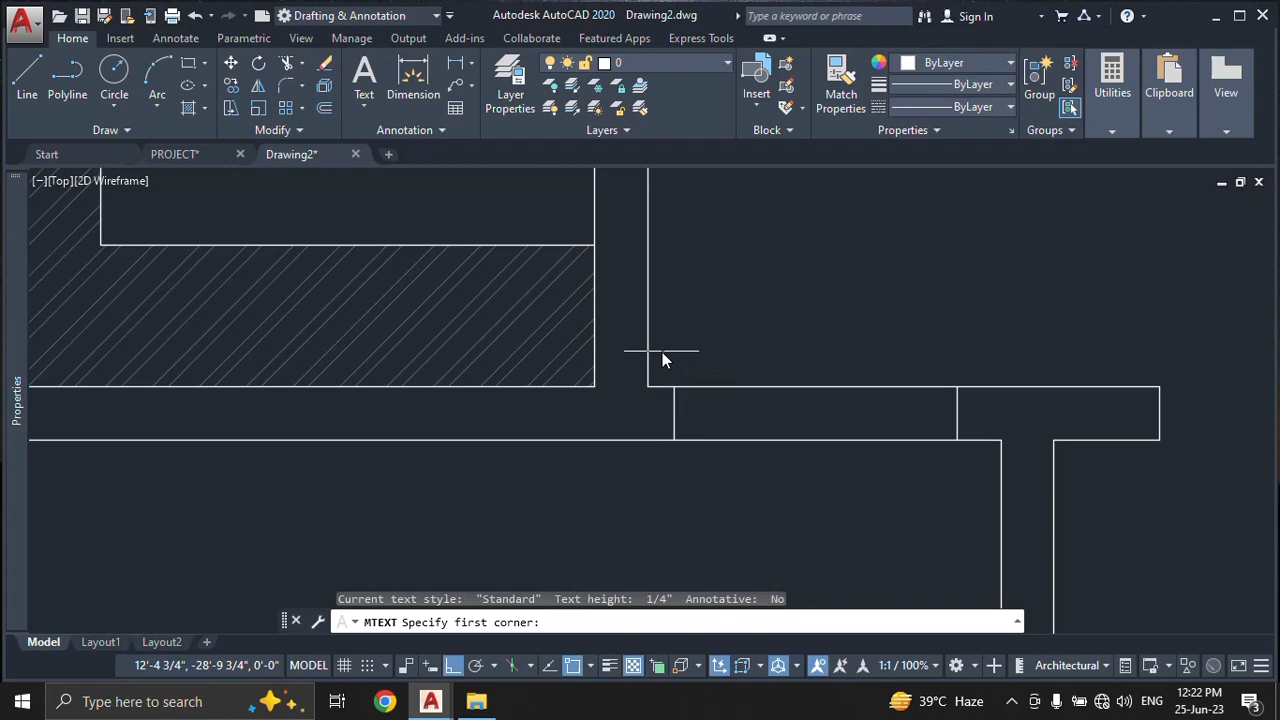 Drafting & Annotation
Autodesk AutoCAD 2020 Drawing2.dwg
Type a keyword or phrase
Sign In
Home Insert Annotate Parametric View Manage Output Add-ins Collaborate Featured Apps Express Tools
Line Polyline Circle Arc
Text Dimension
Layer Properties
0
Insert
Match Properties
ByLayer
ByLayer
ByLayer
Group
Utilities Clipboard View
Draw Modify Annotation Layers Block Properties Groups
Start PROJECT* Drawing2*
[−][Top][2D Wireframe]
Properties
Current text style: "Standard" Text height: 1/4" Annotative: No
MTEXT Specify first corner:
Model Layout1 Layout2
12'-4 3/4", -28'-9 3/4", 0'-0" MODEL 1:1 / 100% Architectural
Type here to search
39°C Haze
ENG
12:22 PM
25-Jun-23
3